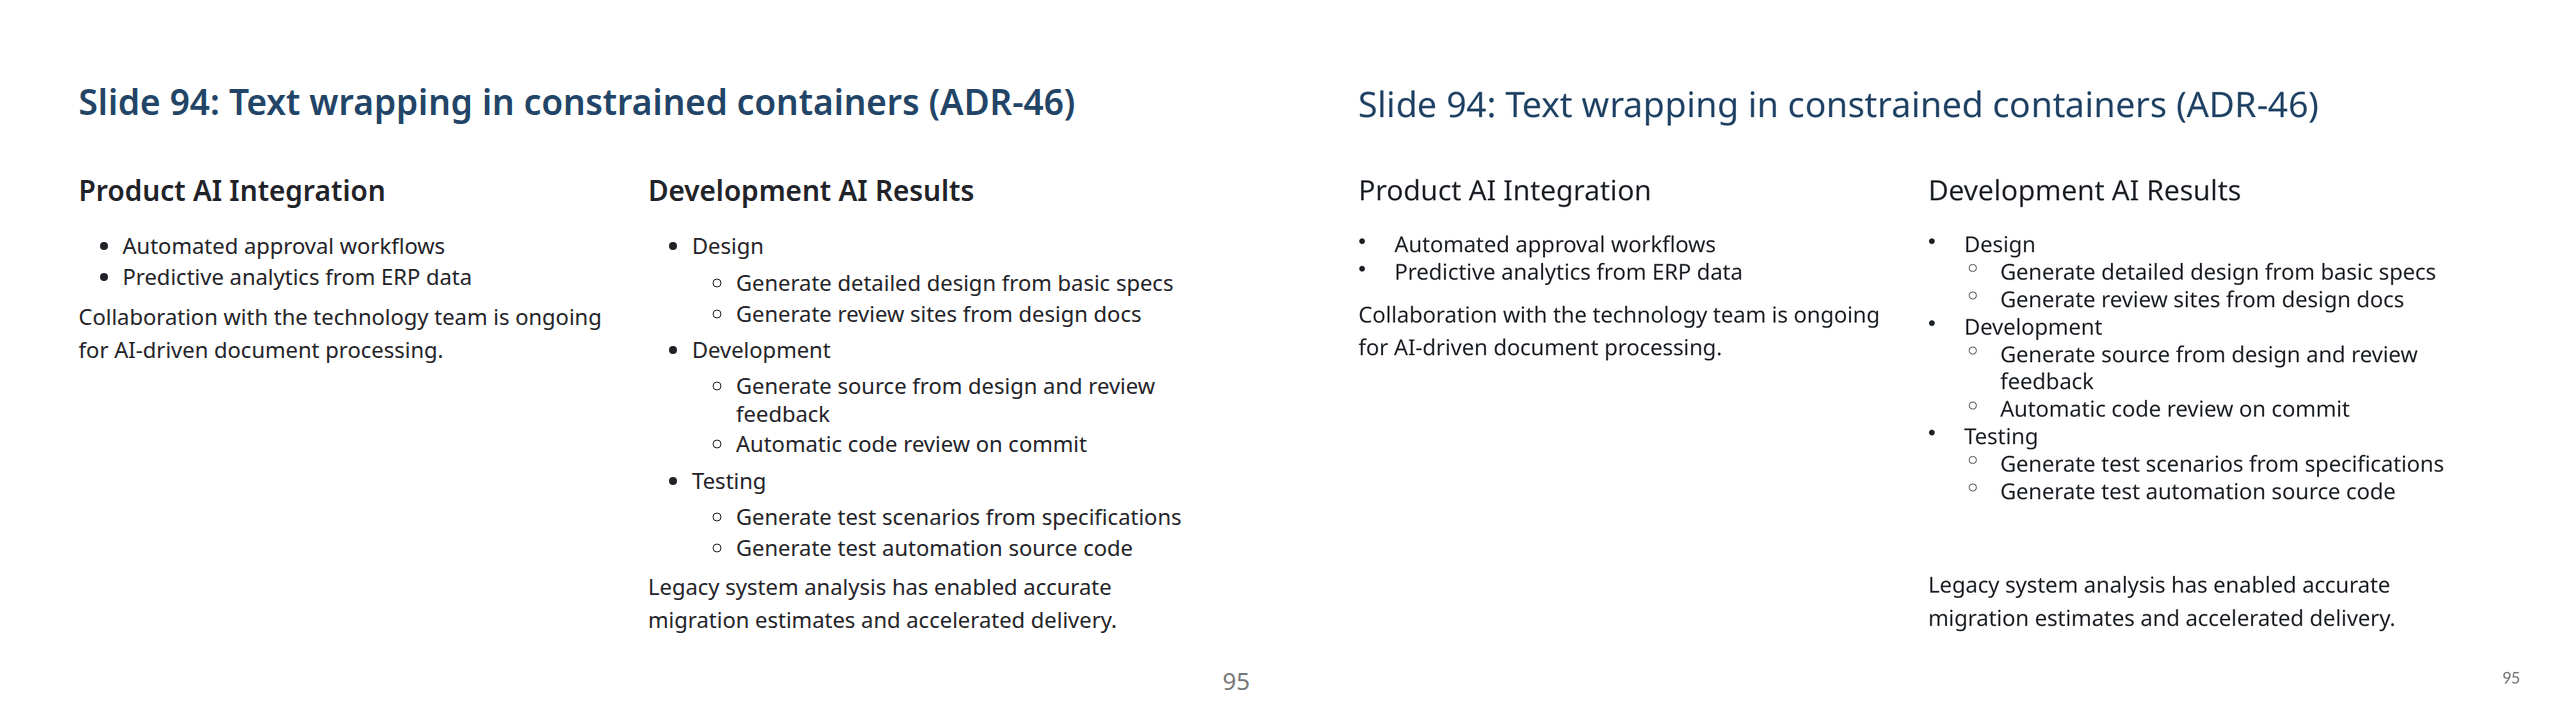 Slide 94: Text wrapping in constrained containers (ADR-46)
Product AI Integration
• Automated approval workflows
• Predictive analytics from ERP data
Collaboration with the technology team is ongoing
for AI-driven document processing.
Development AI Results
• Design
○ Generate detailed design from basic specs
○ Generate review sites from design docs
• Development
○ Generate source from design and review
feedback
○ Automatic code review on commit
• Testing
○ Generate test scenarios from specifications
○ Generate test automation source code
Legacy system analysis has enabled accurate
migration estimates and accelerated delivery.
95
Slide 94: Text wrapping in constrained containers (ADR-46)
Product AI Integration
• Automated approval workflows
• Predictive analytics from ERP data
Collaboration with the technology team is ongoing
for AI-driven document processing.
Development AI Results
• Design
○ Generate detailed design from basic specs
○ Generate review sites from design docs
• Development
○ Generate source from design and review
feedback
○ Automatic code review on commit
• Testing
○ Generate test scenarios from specifications
○ Generate test automation source code
Legacy system analysis has enabled accurate
migration estimates and accelerated delivery.
95